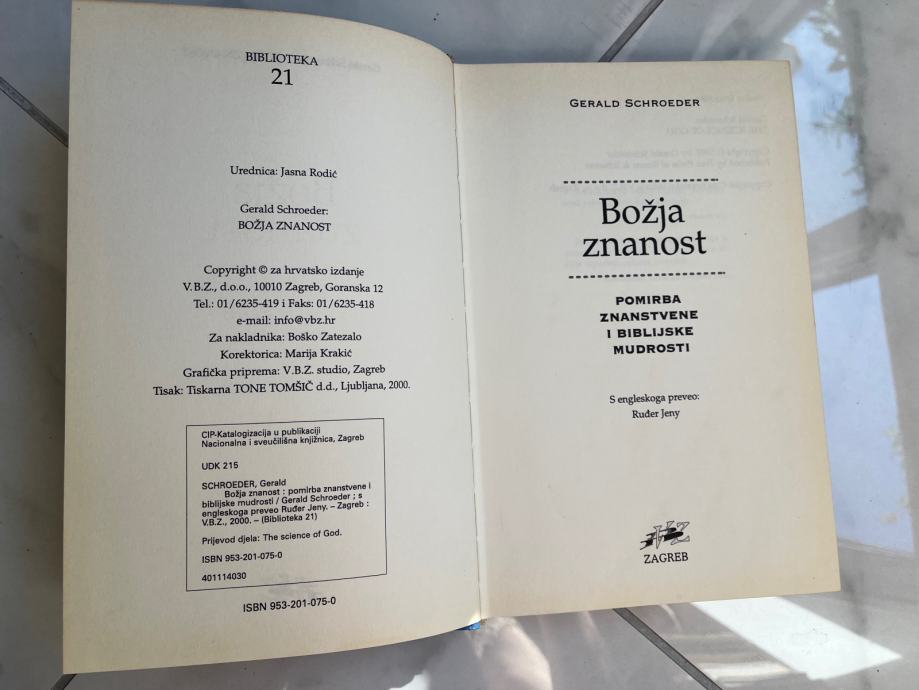 BIBLIOTEKA
21
Urednica: Jasna Rodić
Gerald Schroeder:
BOŽJA ZNANOST
Copyright © za hrvatsko izdanje
V.B.Z., d.o.o., 10010 Zagreb, Goranska 12
Tel.: 01/6235-419 i Faks: 01/6235-418
e-mail: info@vbz.hr
Za nakladnika: Boško Zatezalo
Korektorica: Marija Krakić
Grafička priprema: V.B.Z. studio, Zagreb
Tisak: Tiskarna TONE TOMŠIČ d.d., Ljubljana, 2000.
CIP-Katalogizacija u publikaciji
Nacionalna i sveučilišna knjižnica, Zagreb
UDK 215
SCHROEDER, Gerald
Božja znanost : pomirba znanstvene i
biblijske mudrosti / Gerald Schroeder ; s
engleskoga preveo Ruđer Jeny. – Zagreb :
V.B.Z., 2000. – (Biblioteka 21)
Prijevod djela: The science of God.
ISBN 953-201-075-0
401114030
ISBN 953-201-075-0
GERALD SCHROEDER
Božja
znanost
POMIRBA
ZNANSTVENE
I BIBLIJSKE
MUDROSTI
S engleskoga preveo:
Ruđer Jeny
VBZ
ZAGREB